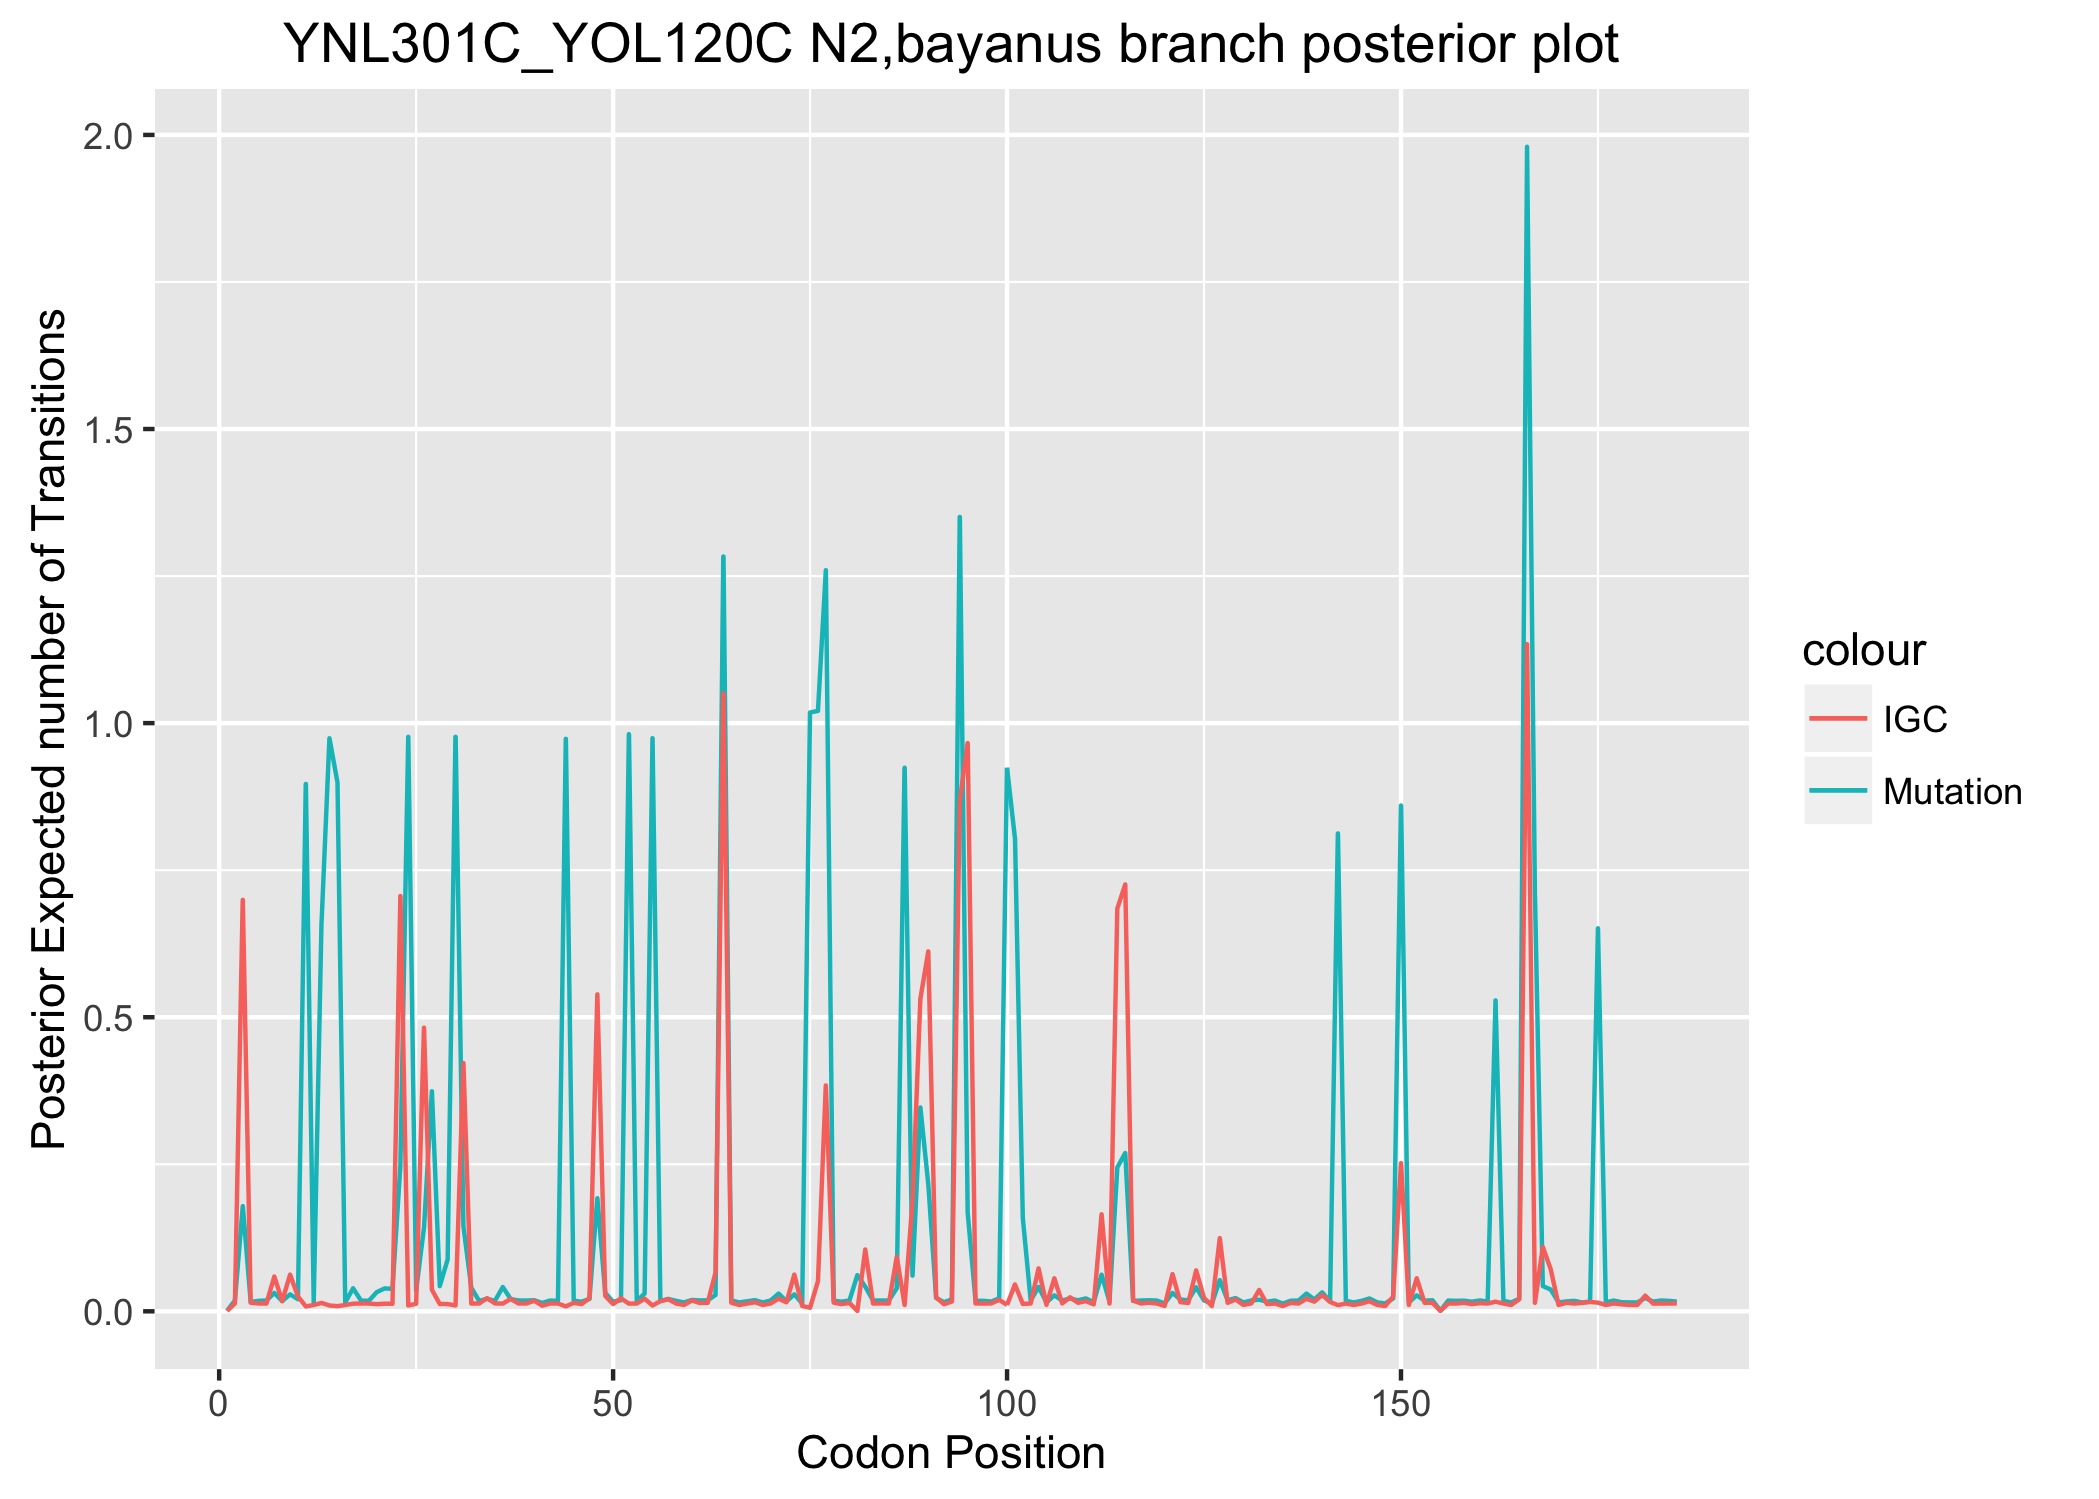 YNL301C_YOL120C N2,bayanus branch posterior plot
Posterior Expected number of Transitions
2.0
1.5
1.0
0.5
0.0
0 50 100 150
Codon Position
colour
IGC
Mutation